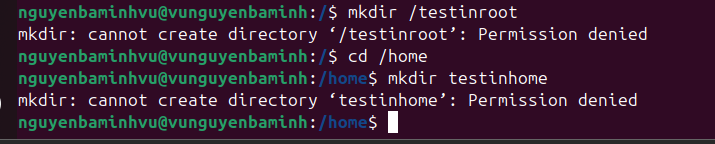 nguyenbaminhvu@vunguyenbaminh:/$ mkdir /testinroot
mkdir: cannot create directory ‘/testinroot’: Permission denied
nguyenbaminhvu@vunguyenbaminh:/$ cd /home
nguyenbaminhvu@vunguyenbaminh:/home$ mkdir testinhome
mkdir: cannot create directory ‘testinhome’: Permission denied
nguyenbaminhvu@vunguyenbaminh:/home$